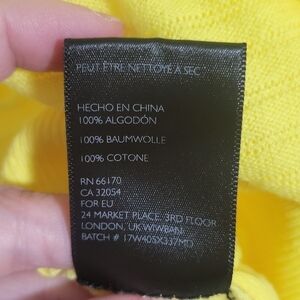 PEUT ÊTRE NETTOYÉ À SEC
HECHO EN CHINA
100% ALGODÓN
100% BAUMWOLLE
100% COTONE
RN 66170
CA 32054
FOR EU
24 MARKET PLACE, 3RD FLOOR
LONDON, UK W1W8AN
BATCH # 17W405X337MD